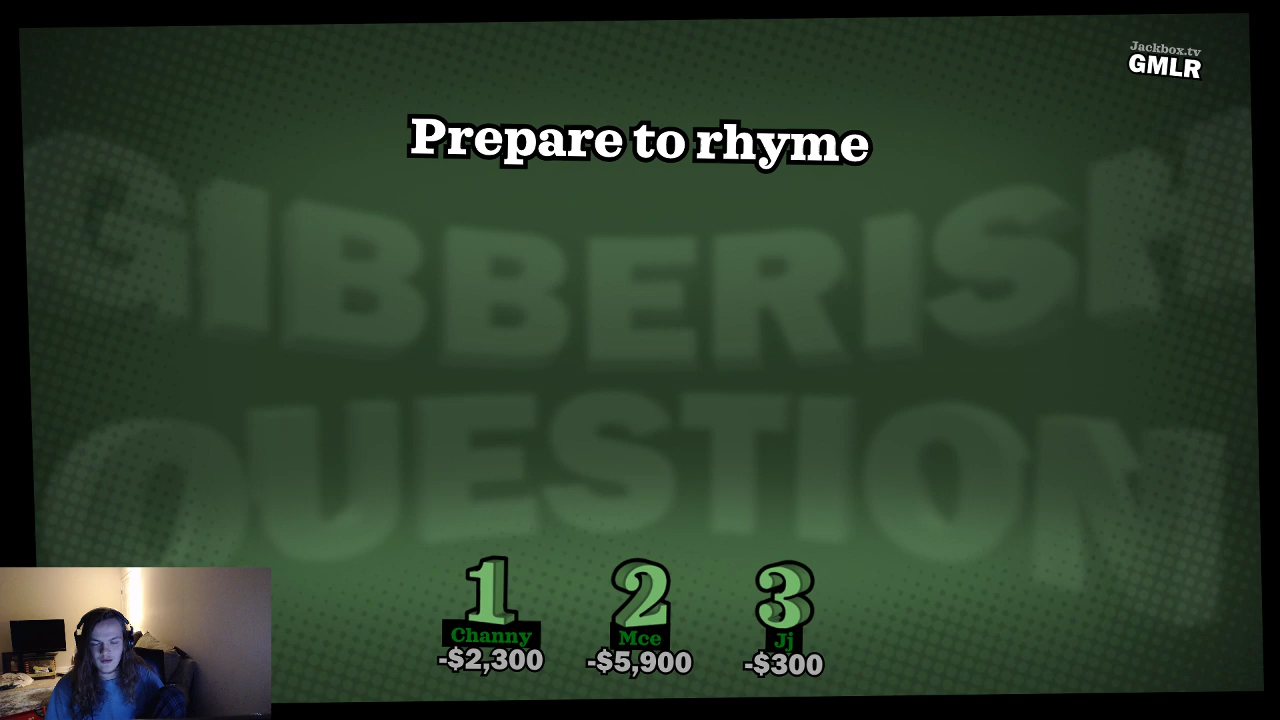 Jackbox.tv
GMLR
Prepare to rhyme
GIBBERISH
QUESTION
1 2 3
Channy Mce Jj
-$2,300 -$5,900 -$300